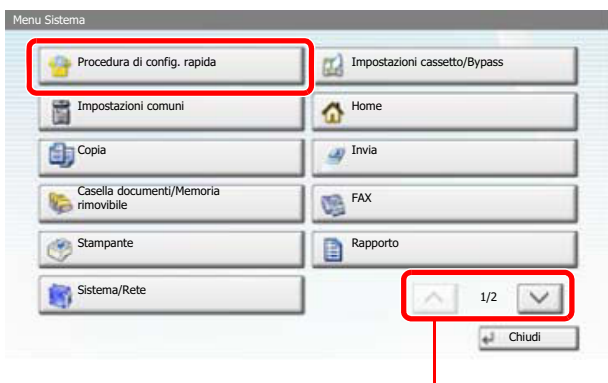 Menu Sistema
Procedura di config. rapida
Impostazioni cassetto/Bypass
Impostazioni comuni
Home
Copia
Invia
Casella documenti/Memoria
rimovibile
FAX
Stampante
Rapporto
Sistema/Rete
1/2
Chiudi